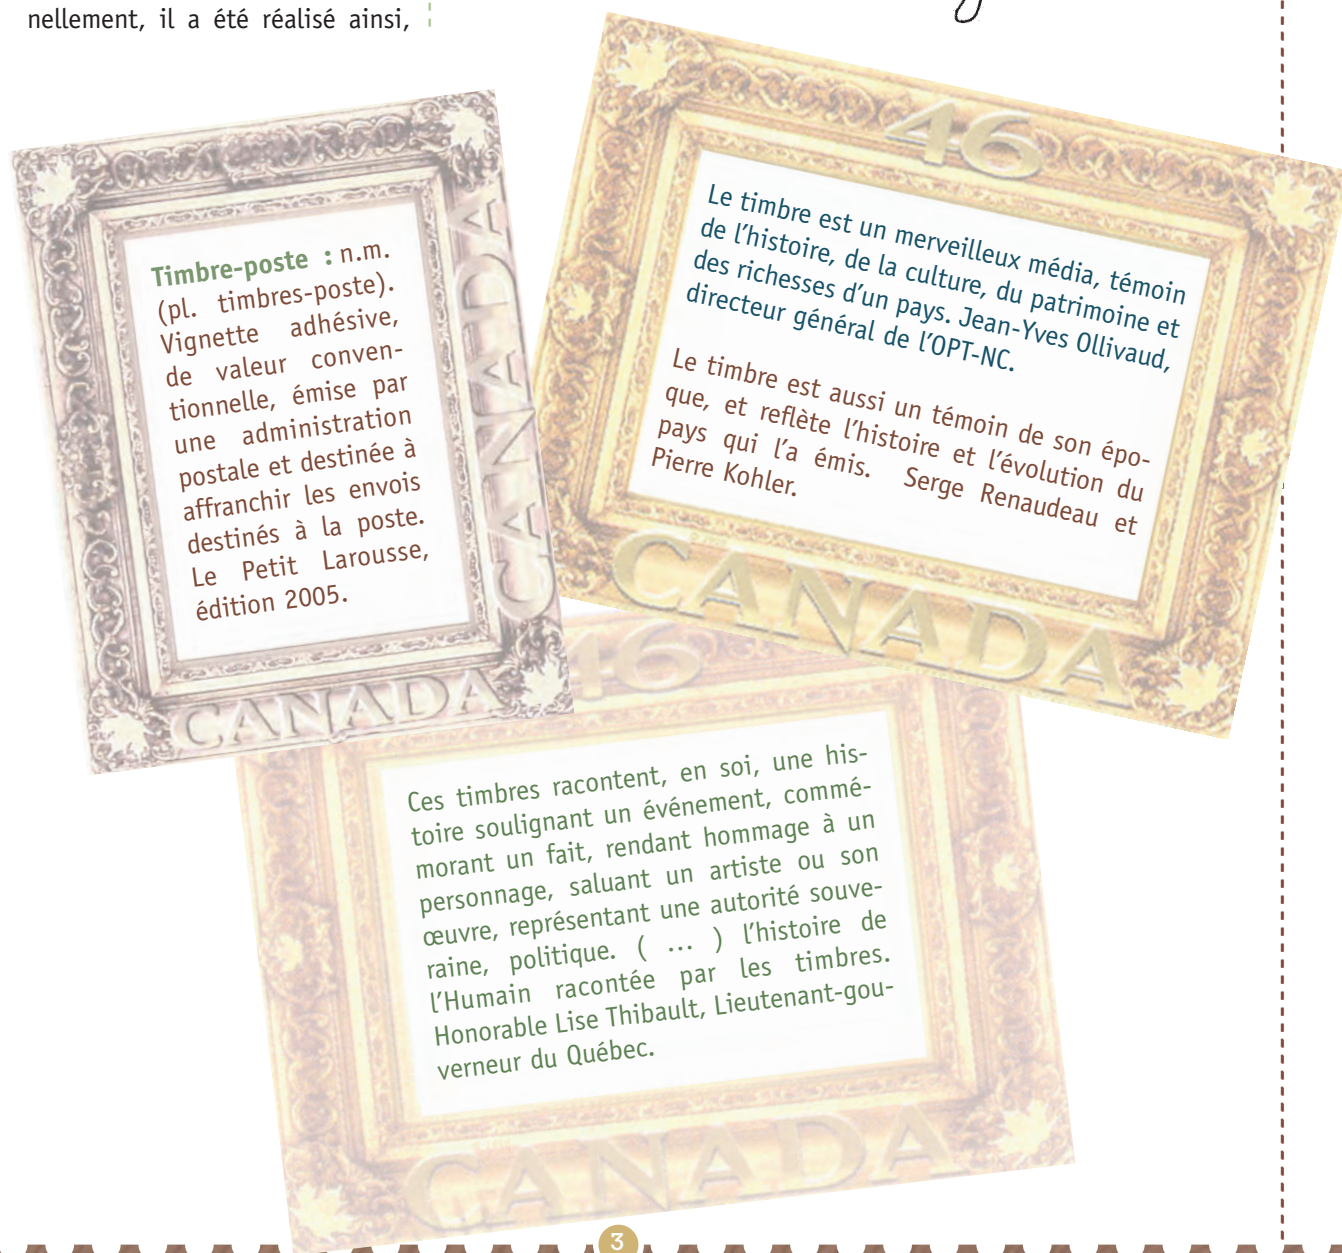 nellement, il a été réalisé ainsi,
Timbre-poste : n.m.
(pl. timbres-poste).
Vignette adhésive,
de valeur conven-
tionnelle, émise par
une administration
postale et destinée à
affranchir les envois
destinés à la poste.
Le Petit Larousse,
édition 2005.
CANADA
CANADA
46
Le timbre est un merveilleux média, témoin
de l'histoire, de la culture, du patrimoine et
des richesses d'un pays. Jean-Yves Ollivaud,
directeur général de l'OPT-NC.
Le timbre est aussi un témoin de son épo-
que, et reflète l'histoire et l'évolution du
pays qui l'a émis. Serge Renaudeau et
Pierre Kohler.
CANADA
46
Ces timbres racontent, en soi, une his-
toire soulignant un événement, commé-
morant un fait, rendant hommage à un
personnage, saluant un artiste ou son
œuvre, représentant une autorité souve-
raine, politique. ( … ) l'histoire de
l'Humain racontée par les timbres.
Honorable Lise Thibault, Lieutenant-gou-
verneur du Québec.
CANADA
3